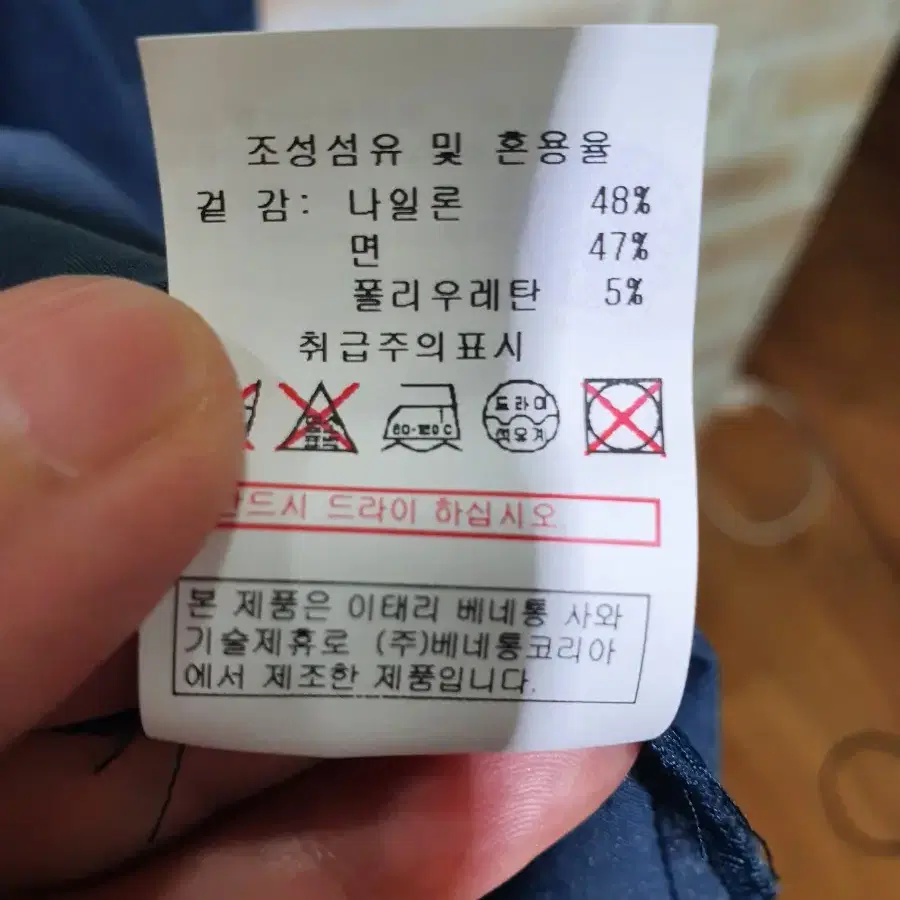 조성섬유 및 혼용율
겉 감: 나일론 48%
면 47%
폴리우레탄 5%
취급주의표시
드라이
드시 드라이 하십시오
본 제품은 이태리 베네통 사와
기술제휴로 (주)베네통코리아
에서 제조한 제품입니다.